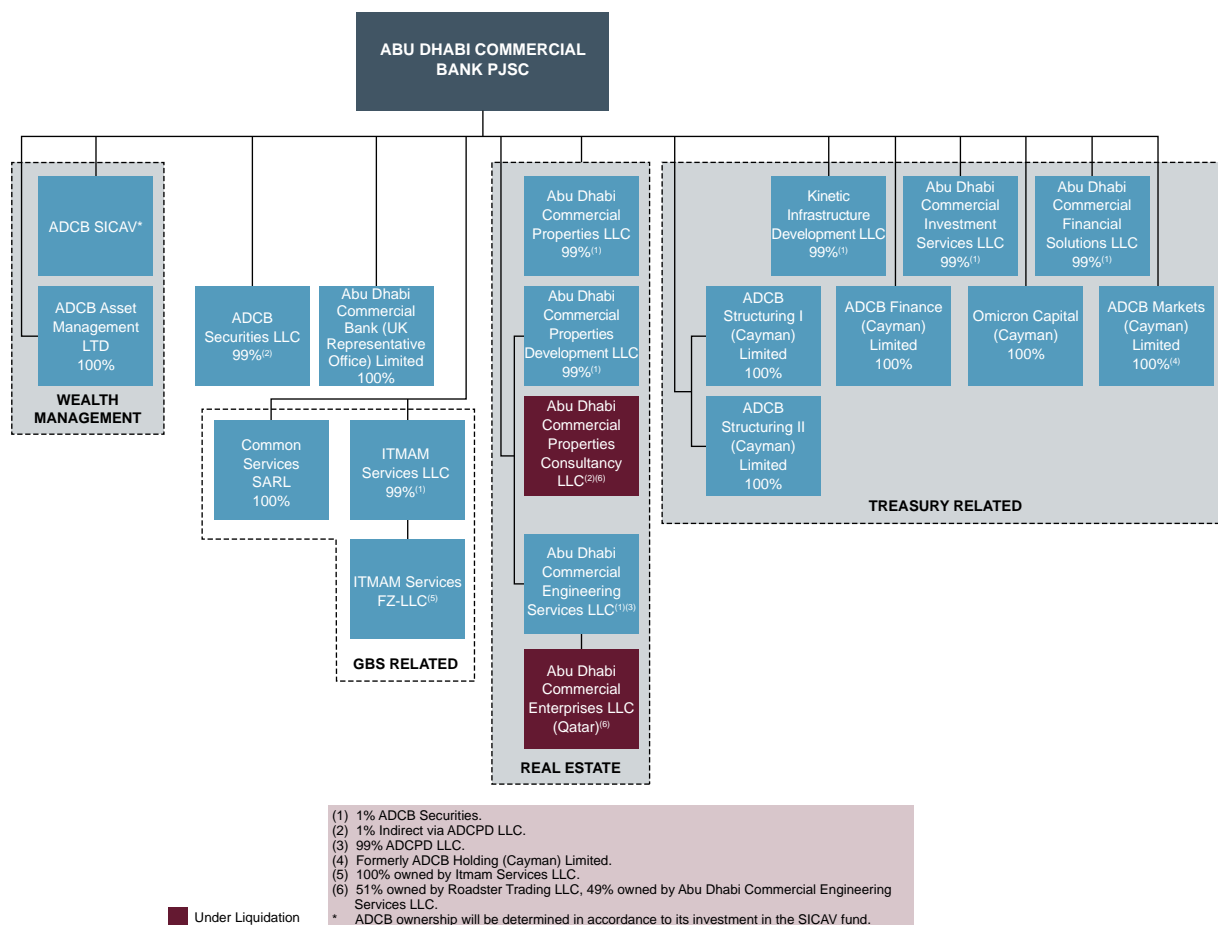 ABU DHABI COMMERCIAL
BANK PJSC
ADCB SICAV*
ADCB Asset
Management
LTD
100%
WEALTH
MANAGEMENT
ADCB
Securities LLC
99%(2)
Abu Dhabi
Commercial
Bank (UK
Representative
Office) Limited
100%
Common
Services
SARL
100%
ITMAM
Services LLC
99%(1)
ITMAM Services
FZ-LLC(5)
GBS RELATED
Abu Dhabi
Commercial
Properties LLC
99%(1)
Abu Dhabi
Commercial
Properties
Development LLC
99%(1)
Abu Dhabi
Commercial
Properties
Consultancy
LLC(2)(6)
Abu Dhabi
Commercial
Engineering
Services LLC(1)(3)
Abu Dhabi
Commercial
Enterprises LLC
(Qatar)(6)
REAL ESTATE
Kinetic
Infrastructure
Development LLC
99%(1)
Abu Dhabi
Commercial
Investment
Services LLC
99%(1)
Abu Dhabi
Commercial
Financial
Solutions LLC
99%(1)
ADCB
Structuring I
(Cayman)
Limited
100%
ADCB Finance
(Cayman)
Limited
100%
Omicron Capital
(Cayman)
100%
ADCB Markets
(Cayman)
Limited
100%(4)
ADCB
Structuring II
(Cayman)
Limited
100%
TREASURY RELATED
(1) 1% ADCB Securities.
(2) 1% Indirect via ADCPD LLC.
(3) 99% ADCPD LLC.
(4) Formerly ADCB Holding (Cayman) Limited.
(5) 100% owned by Itmam Services LLC.
(6) 51% owned by Roadster Trading LLC, 49% owned by Abu Dhabi Commercial Engineering
Services LLC.
* ADCB ownership will be determined in accordance to its investment in the SICAV fund.
Under Liquidation